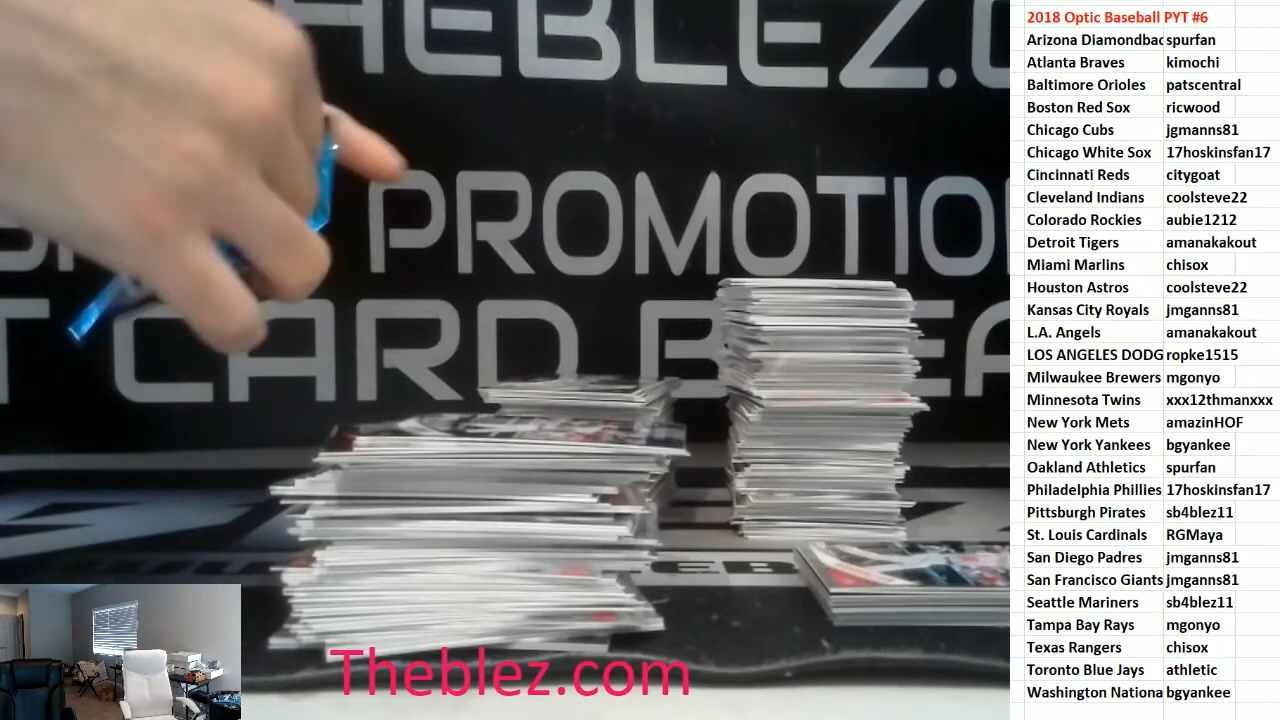 HEBLEZ.C
PROMOTIO
T CARD BREA
Theblez.com
2018 Optic Baseball PYT #6
Arizona Diamondbac spurfan
Atlanta Braves kimochi
Baltimore Orioles patscentral
Boston Red Sox ricwood
Chicago Cubs jgmanns81
Chicago White Sox 17hoskinsfan17
Cincinnati Reds citygoat
Cleveland Indians coolsteve22
Colorado Rockies aubie1212
Detroit Tigers amanakakout
Miami Marlins chisox
Houston Astros coolsteve22
Kansas City Royals jmganns81
L.A. Angels amanakakout
LOS ANGELES DODG ropke1515
Milwaukee Brewers mgonyo
Minnesota Twins xxx12thmanxxx
New York Mets amazinHOF
New York Yankees bgyankee
Oakland Athletics spurfan
Philadelphia Phillies 17hoskinsfan17
Pittsburgh Pirates sb4blez11
St. Louis Cardinals RGMaya
San Diego Padres jmganns81
San Francisco Giants jmganns81
Seattle Mariners sb4blez11
Tampa Bay Rays mgonyo
Texas Rangers chisox
Toronto Blue Jays athletic
Washington Nationa bgyankee